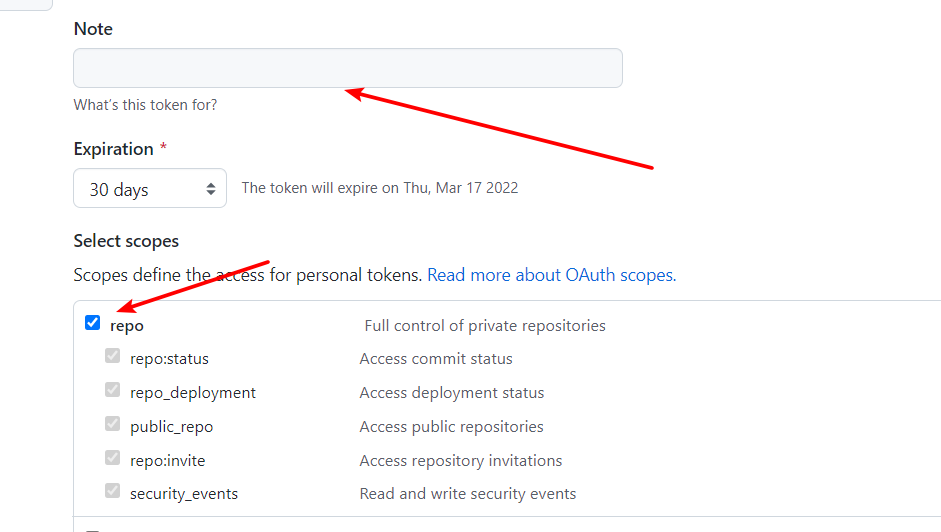 Note
What's this token for?
Expiration *
30 days The token will expire on Thu, Mar 17 2022
Select scopes
Scopes define the access for personal tokens. Read more about OAuth scopes.
repo Full control of private repositories
repo:status Access commit status
repo_deployment Access deployment status
public_repo Access public repositories
repo:invite Access repository invitations
security_events Read and write security events